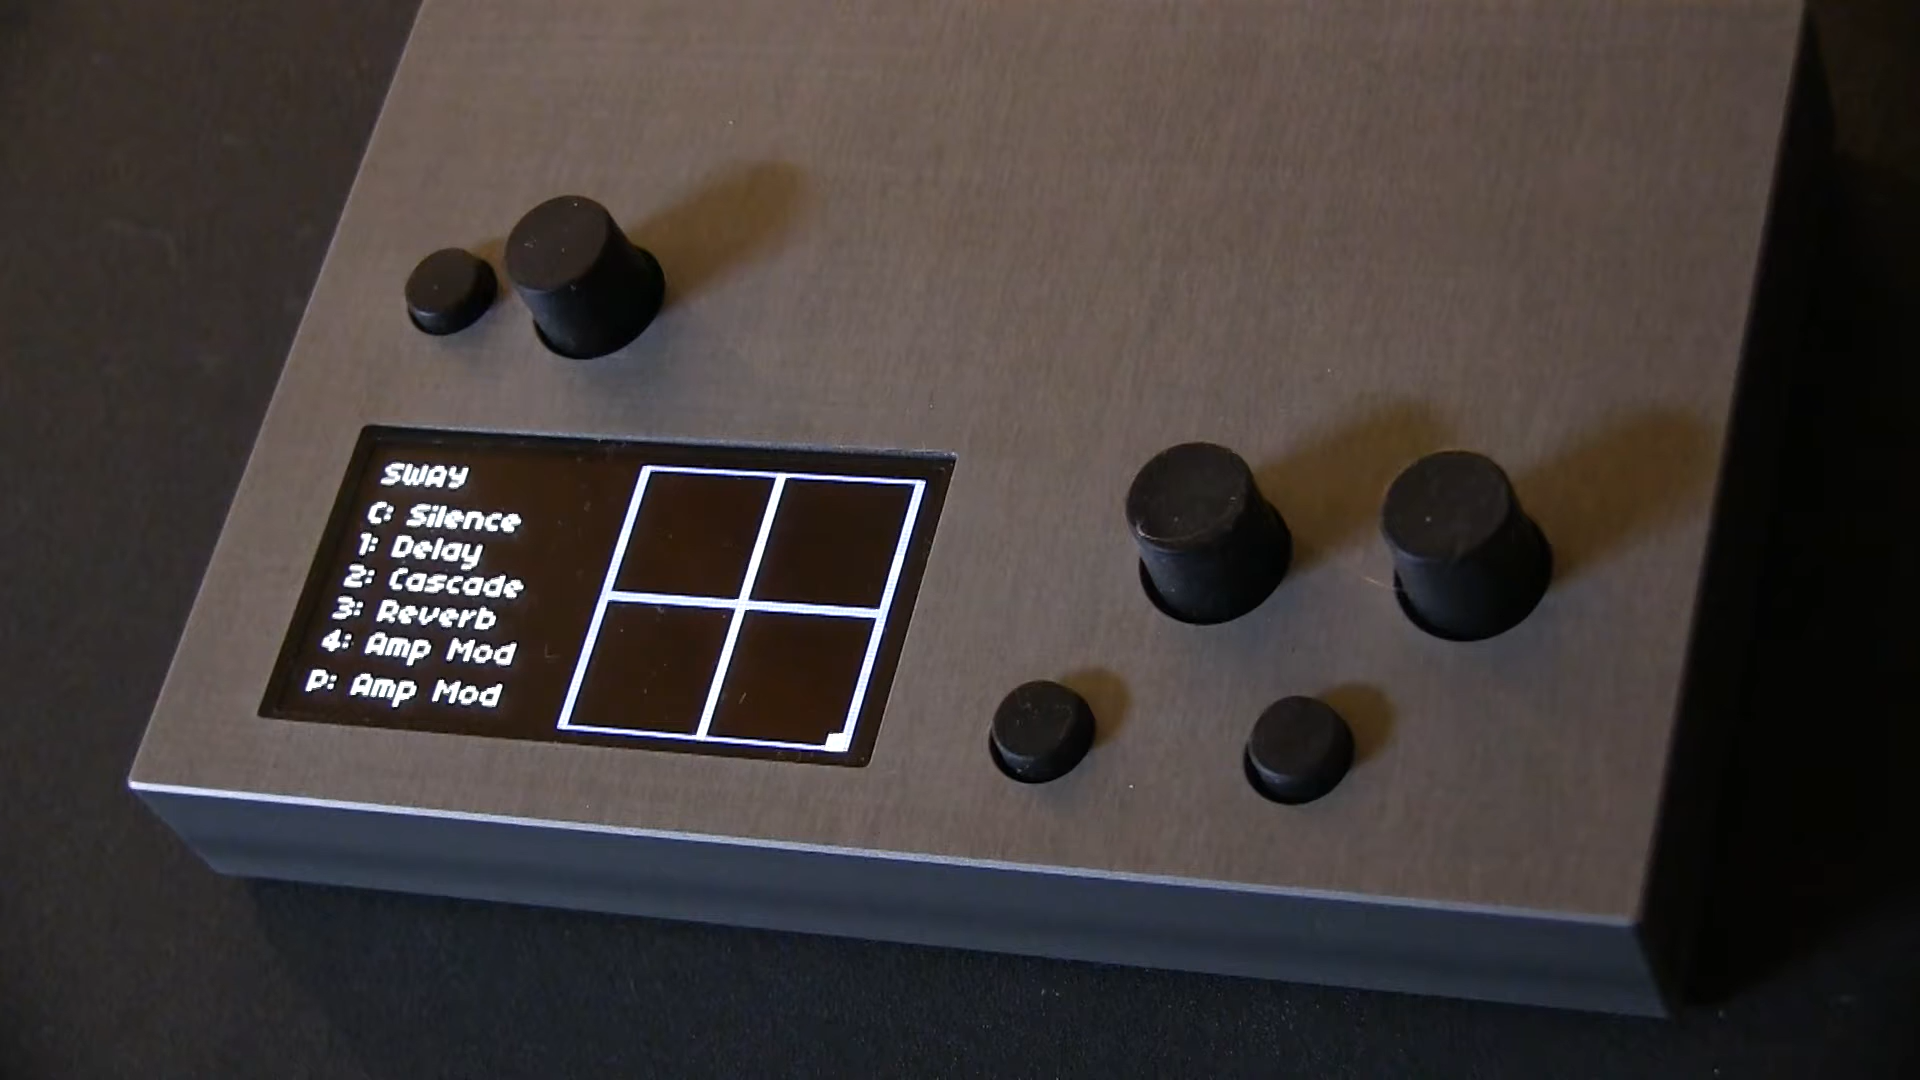 SWAY
C: Silence
1: Delay
2: Cascade
3: Reverb
4: Amp Mod
P: Amp Mod